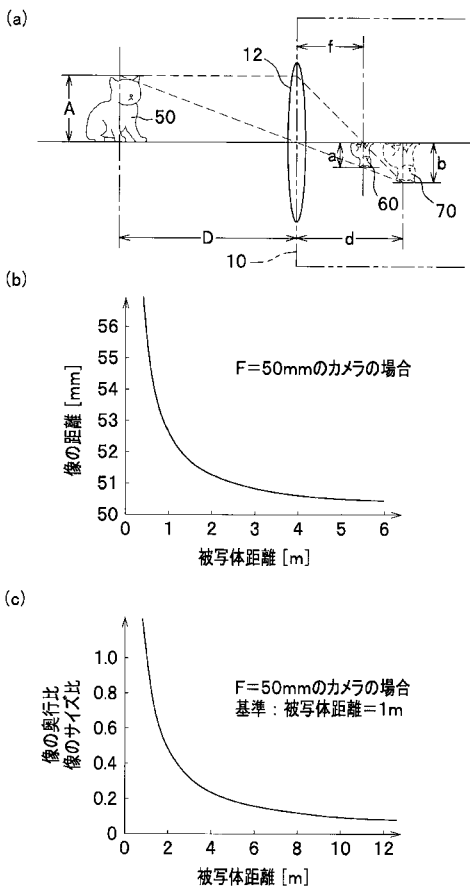 (a)
f
12
A
50
a
b
60
70
D
d
10
(b)
像の距離 [mm]
56
55
54
53
52
51
50
F=50mmのカメラの場合
0 1 2 3 4 5 6
被写体距離 [m]
(c)
像の奥行比
像のサイズ比
1.0
0.8
0.6
0.4
0.2
0
F=50mmのカメラの場合
基準：被写体距離=1m
0 2 4 6 8 10 12
被写体距離 [m]